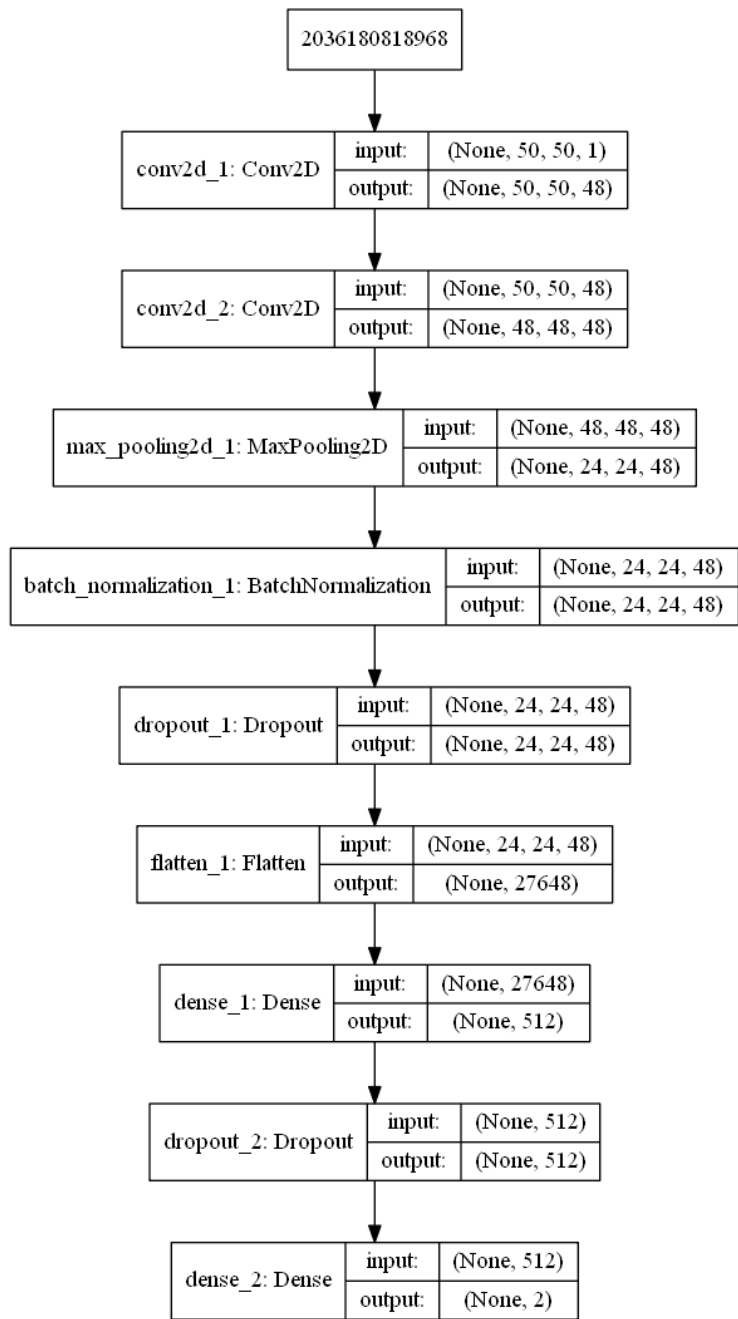 2036180818968
conv2d_1: Conv2D
input:
(None, 50, 50, 1)
output:
(None, 50, 50, 48)
conv2d_2: Conv2D
input:
(None, 50, 50, 48)
output:
(None, 48, 48, 48)
max_pooling2d_1: MaxPooling2D
input:
(None, 48, 48, 48)
output:
(None, 24, 24, 48)
batch_normalization_1: BatchNormalization
input:
(None, 24, 24, 48)
output:
(None, 24, 24, 48)
dropout_1: Dropout
input:
(None, 24, 24, 48)
output:
(None, 24, 24, 48)
flatten_1: Flatten
input:
(None, 24, 24, 48)
output:
(None, 27648)
dense_1: Dense
input:
(None, 27648)
output:
(None, 512)
dropout_2: Dropout
input:
(None, 512)
output:
(None, 512)
dense_2: Dense
input:
(None, 512)
output:
(None, 2)